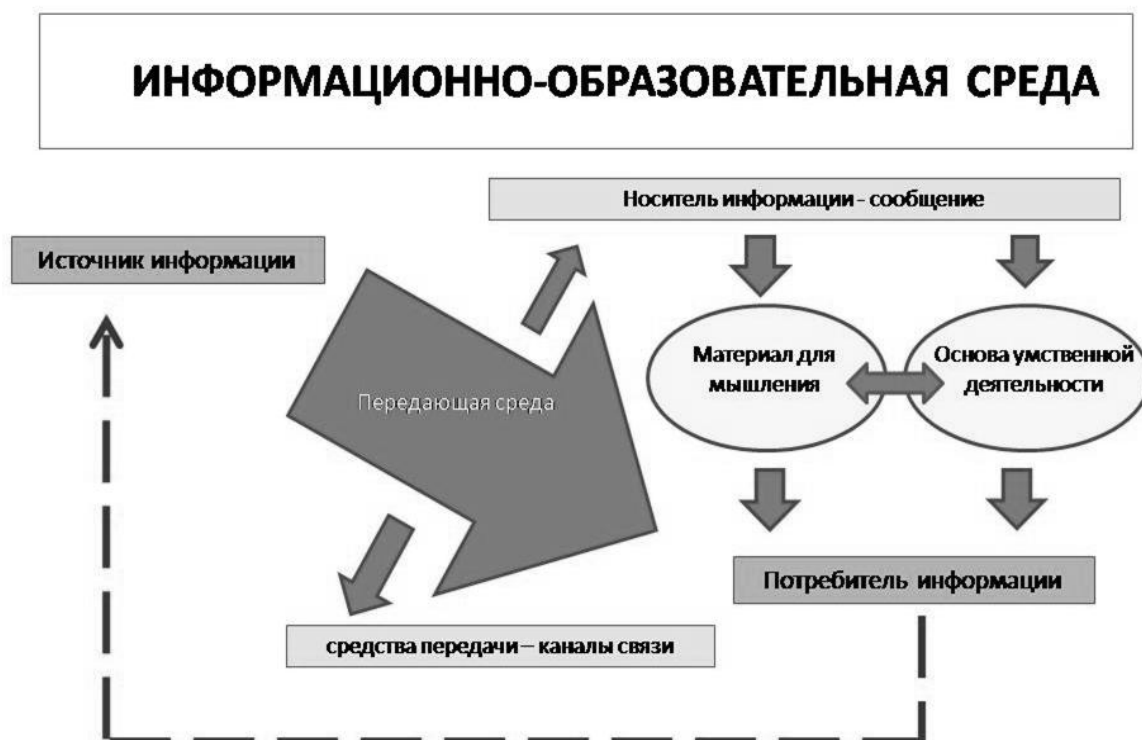 ИНФОРМАЦИОННО-ОБРАЗОВАТЕЛЬНАЯ СРЕДА
Носитель информации - сообщение
Источник информации
Передающая среда
Материал для
мышления
Основа умственной
деятельности
Потребитель информации
средства передачи – каналы связи